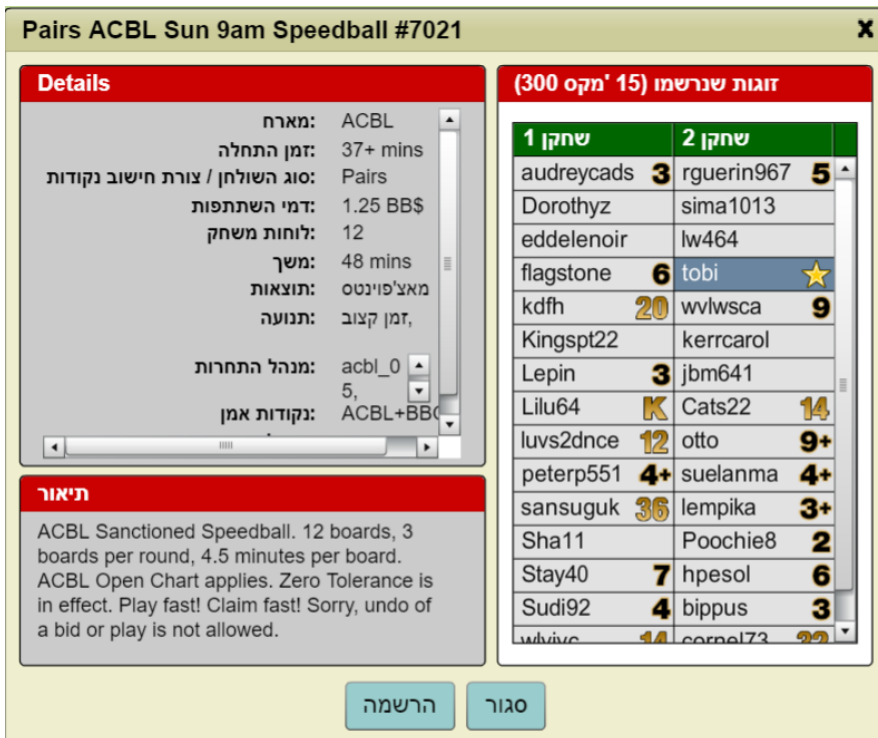 Pairs ACBL Sun 9am Speedball #7021
Details
מארח: ACBL
זמן התחלה: 37+ mins
סוג השולחן / צורת חישוב נקודות: Pairs
דמי השתתפות: 1.25 BB$
לוחות משחק: 12
משך: 48 mins
תוצאות: מאצ'פוינטס
תנועה: זמן קצוב,
מנהל התחרות: acbl_0
5,
נקודות אמן: ACBL+BBO
תיאור
ACBL Sanctioned Speedball. 12 boards, 3
boards per round, 4.5 minutes per board.
ACBL Open Chart applies. Zero Tolerance is
in effect. Play fast! Claim fast! Sorry, undo of
a bid or play is not allowed.
זוגות שנרשמו (15 'מקס 300)
שחקן 1 שחקן 2
audreycads 3 rguerin967 5
Dorothyz sima1013
eddelenoir lw464
flagstone 6 tobi
kdfh 20 wvlwsca 9
Kingspt22 kerrcarol
Lepin 3 jbm641
Lilu64 K Cats22 14
luvs2dnce 12 otto 9+
peterp551 4+ suelanma 4+
sansuguk 36 lempika 3+
Sha11 Poochie8 2
Stay40 7 hpesol 6
Sudi92 4 bippus 3
14 cornel73 22
הרשמה סגור